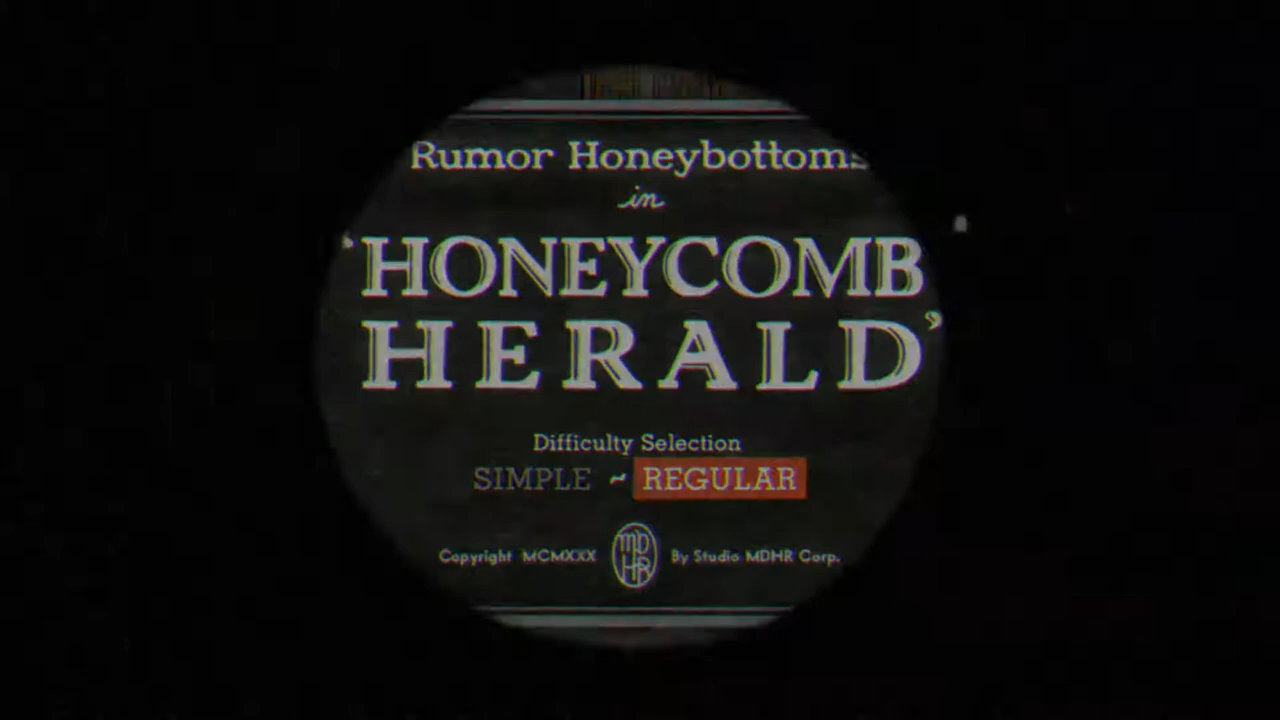 Rumor Honeybottoms
in
'HONEYCOMB
HERALD'
Difficulty Selection
SIMPLE ~ REGULAR
Copyright MCMXXX MDHR By Studio MDHR Corp.